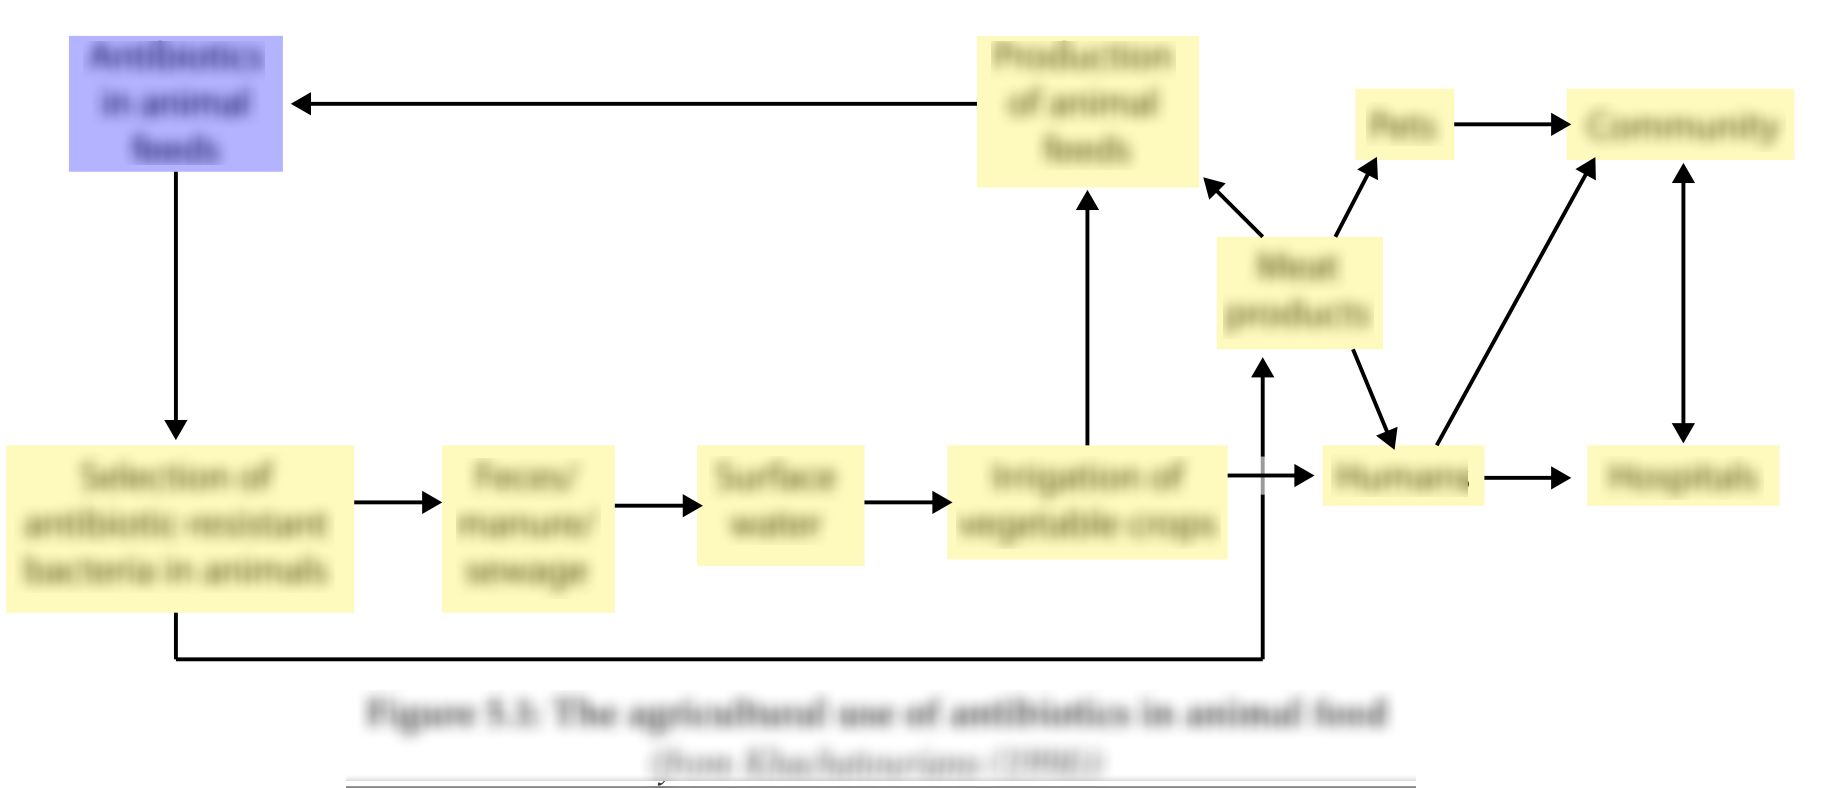 Antibiotics
in animal
feeds
Production
of animal
feeds
Pets
Community
Meat
products
Selection of
antibiotic-resistant
bacteria in animals
Feces/
manure/
sewage
Surface
water
Irrigation of
vegetable crops
Humans
Hospitals
Figure 5.1: The agricultural use of antibiotics in animal feed
(from Khachatourians (1998))